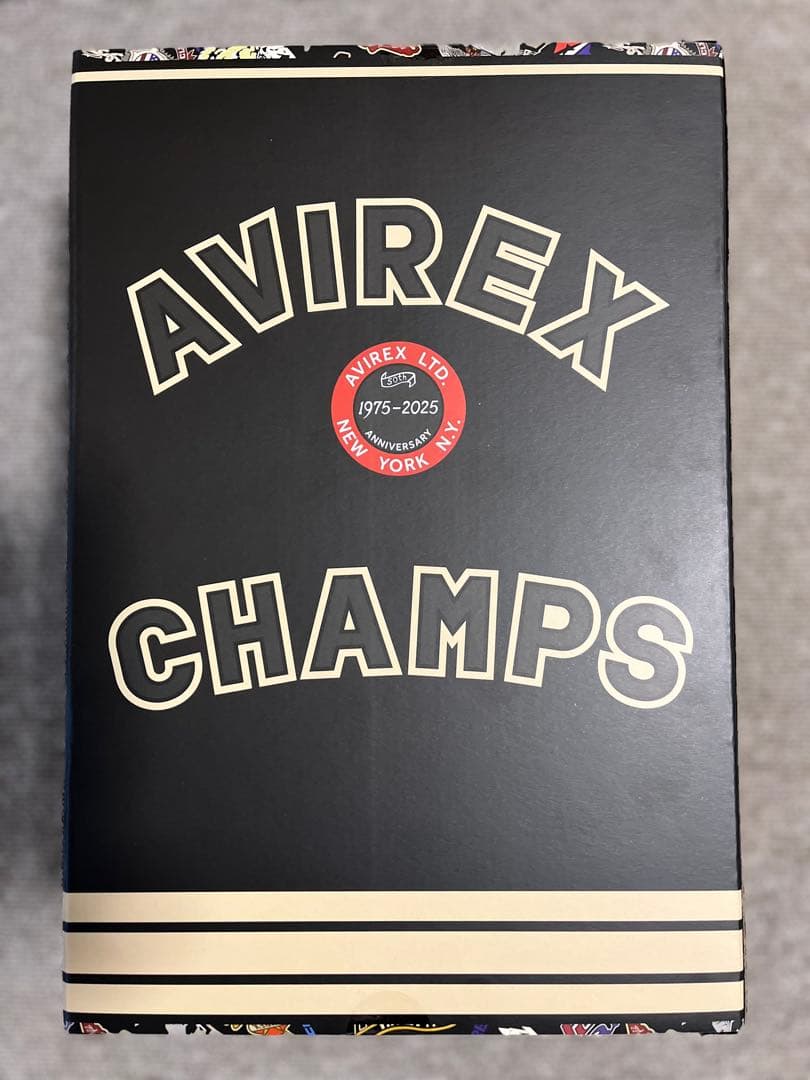 AVIREX
AVIREX LTD.
50th
1975-2025
ANNIVERSARY
NEW YORK N.Y.
CHAMPS